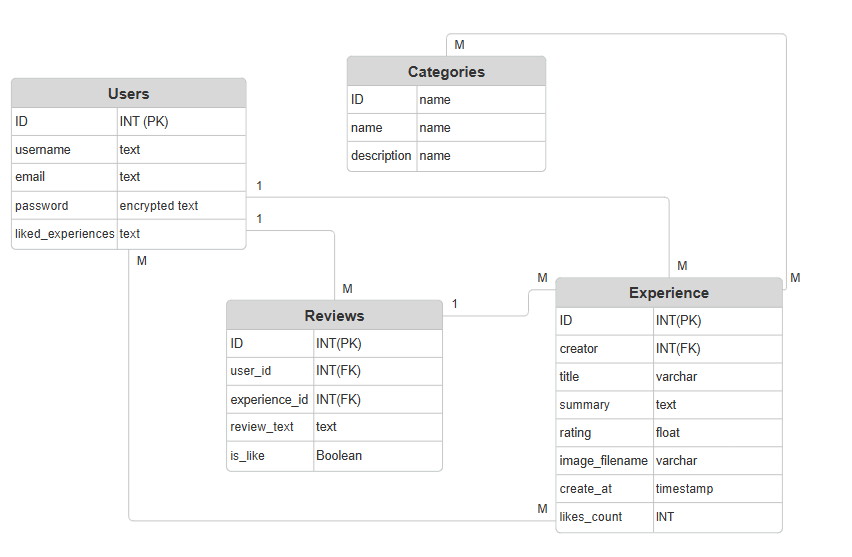 M
Categories
ID name
name name
description name
Users
ID INT (PK)
username text
email text
password encrypted text
liked_experiences text
1
1
M
M
M
M
M
1
Reviews
ID INT(PK)
user_id INT(FK)
experience_id INT(FK)
review_text text
is_like Boolean
Experience
ID INT(PK)
creator INT(FK)
title varchar
summary text
rating float
image_filename varchar
create_at timestamp
likes_count INT
M